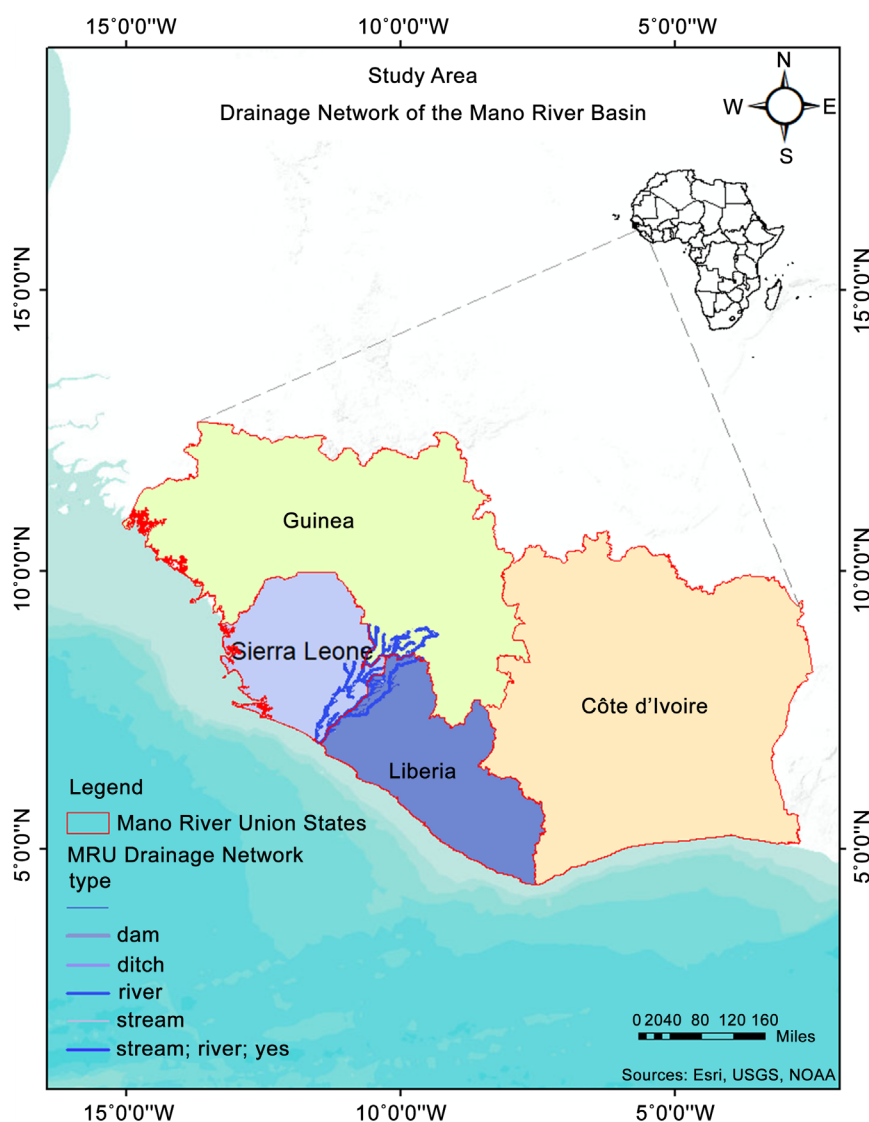 15°0'0"W 10°0'0"W 5°0'0"W
Study Area
Drainage Network of the Mano River Basin
N
W E
S
15°0'0"N 15°0'0"N
Guinea
10°0'0"N 10°0'0"N
Sierra Leone
Côte d'Ivoire
Liberia
Legend
Mano River Union States
5°0'0"N 5°0'0"N
MRU Drainage Network
type
dam
ditch
river
stream
stream; river; yes
0 2040 80 120 160
Miles
Sources: Esri, USGS, NOAA
15°0'0"W 10°0'0"W 5°0'0"W